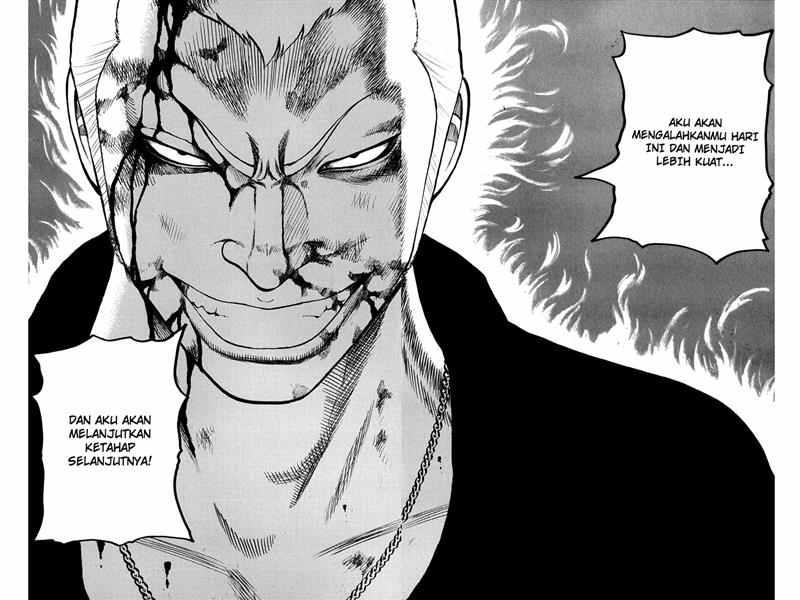 AKU AKAN
MENGALAHKANMU HARI
INI DAN MENJADI
LEBIH KUAT...
DAN AKU AKAN
MELANJUTKAN
KETAHAP
SELANJUTNYA!